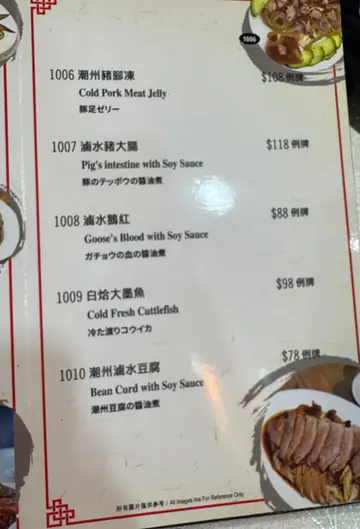 1006
1006 潮州豬腳凍 $108 例牌
Cold Pork Meat Jelly
豚足ゼリー
1007 滷水豬大腸 $118 例牌
Pig's intestine with Soy Sauce
豚のテッポウの醤油煮
1008 滷水鵝紅 $88 例牌
Goose's Blood with Soy Sauce
ガチョウの血の醤油煮
1009 白烚大墨魚 $98 例牌
Cold Fresh Cuttlefish
冷た渡りコウイカ
1010 潮州滷水豆腐 $78 例牌
Bean Curd with Soy Sauce
潮州豆腐の醤油煮
所有圖片僅供參考 / All Images Are For Reference Only